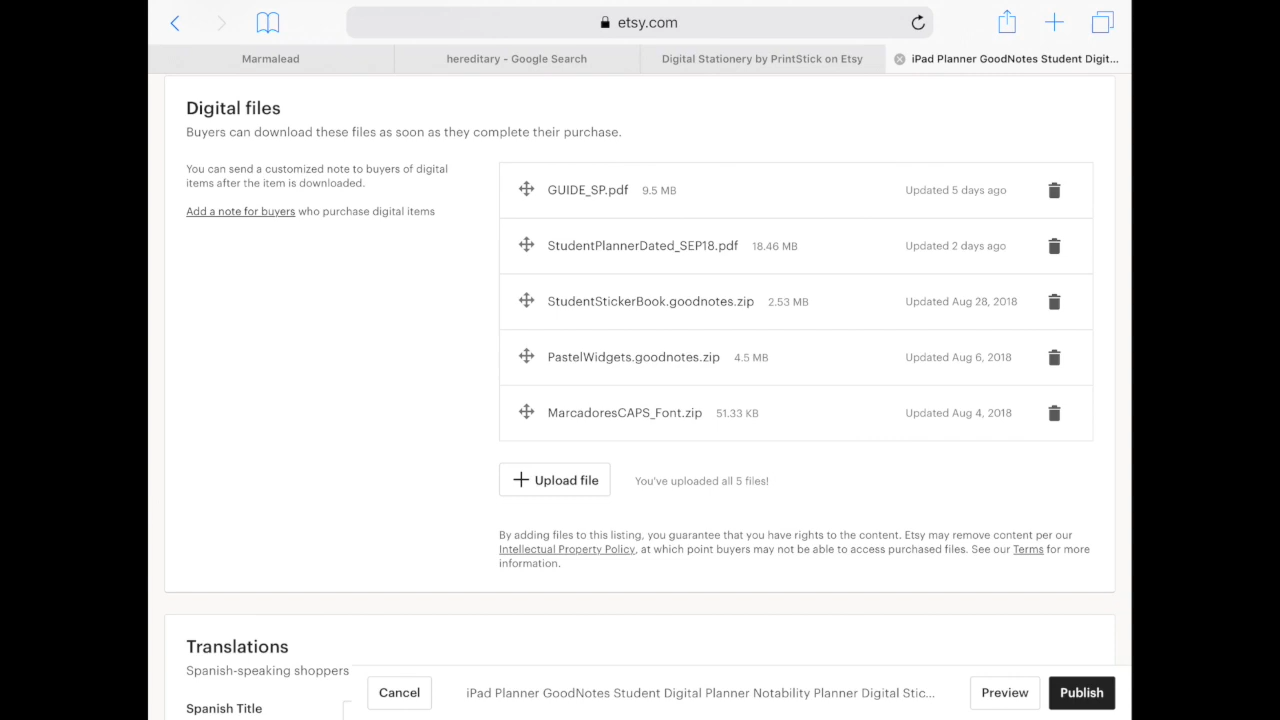 etsy.com
Marmalead
hereditary - Google Search
Digital Stationery by PrintStick on Etsy
iPad Planner GoodNotes Student Digit...
Digital files
Buyers can download these files as soon as they complete their purchase.
You can send a customized note to buyers of digital
items after the item is downloaded.
Add a note for buyers who purchase digital items
GUIDE_SP.pdf 9.5 MB Updated 5 days ago
StudentPlannerDated_SEP18.pdf 18.46 MB Updated 2 days ago
StudentStickerBook.goodnotes.zip 2.53 MB Updated Aug 28, 2018
PastelWidgets.goodnotes.zip 4.5 MB Updated Aug 6, 2018
MarcadoresCAPS_Font.zip 51.33 KB Updated Aug 4, 2018
Upload file
You've uploaded all 5 files!
By adding files to this listing, you guarantee that you have rights to the content. Etsy may remove content per our
Intellectual Property Policy, at which point buyers may not be able to access purchased files. See our Terms for more
information.
Translations
Spanish-speaking shoppers
Spanish Title
Cancel
iPad Planner GoodNotes Student Digital Planner Notability Planner Digital Stic...
Preview
Publish